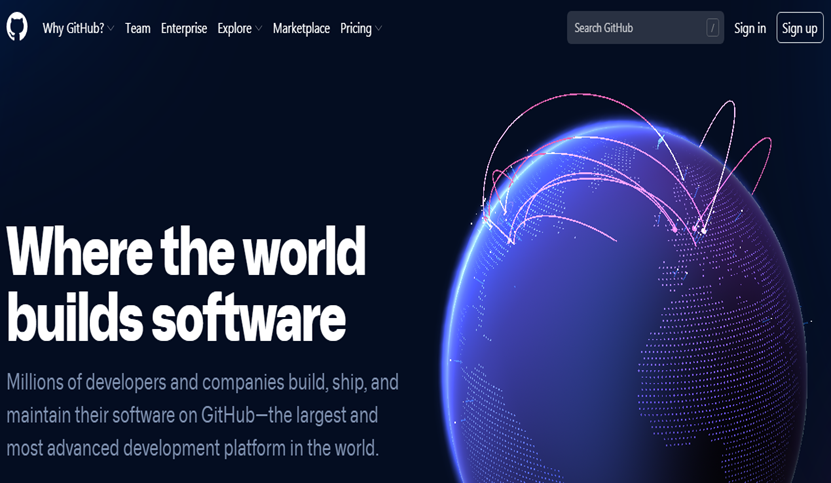 Why GitHub? Team Enterprise Explore Marketplace Pricing Search GitHub / Sign in Sign up
Where the world
builds software
Millions of developers and companies build, ship, and
maintain their software on GitHub—the largest and
most advanced development platform in the world.